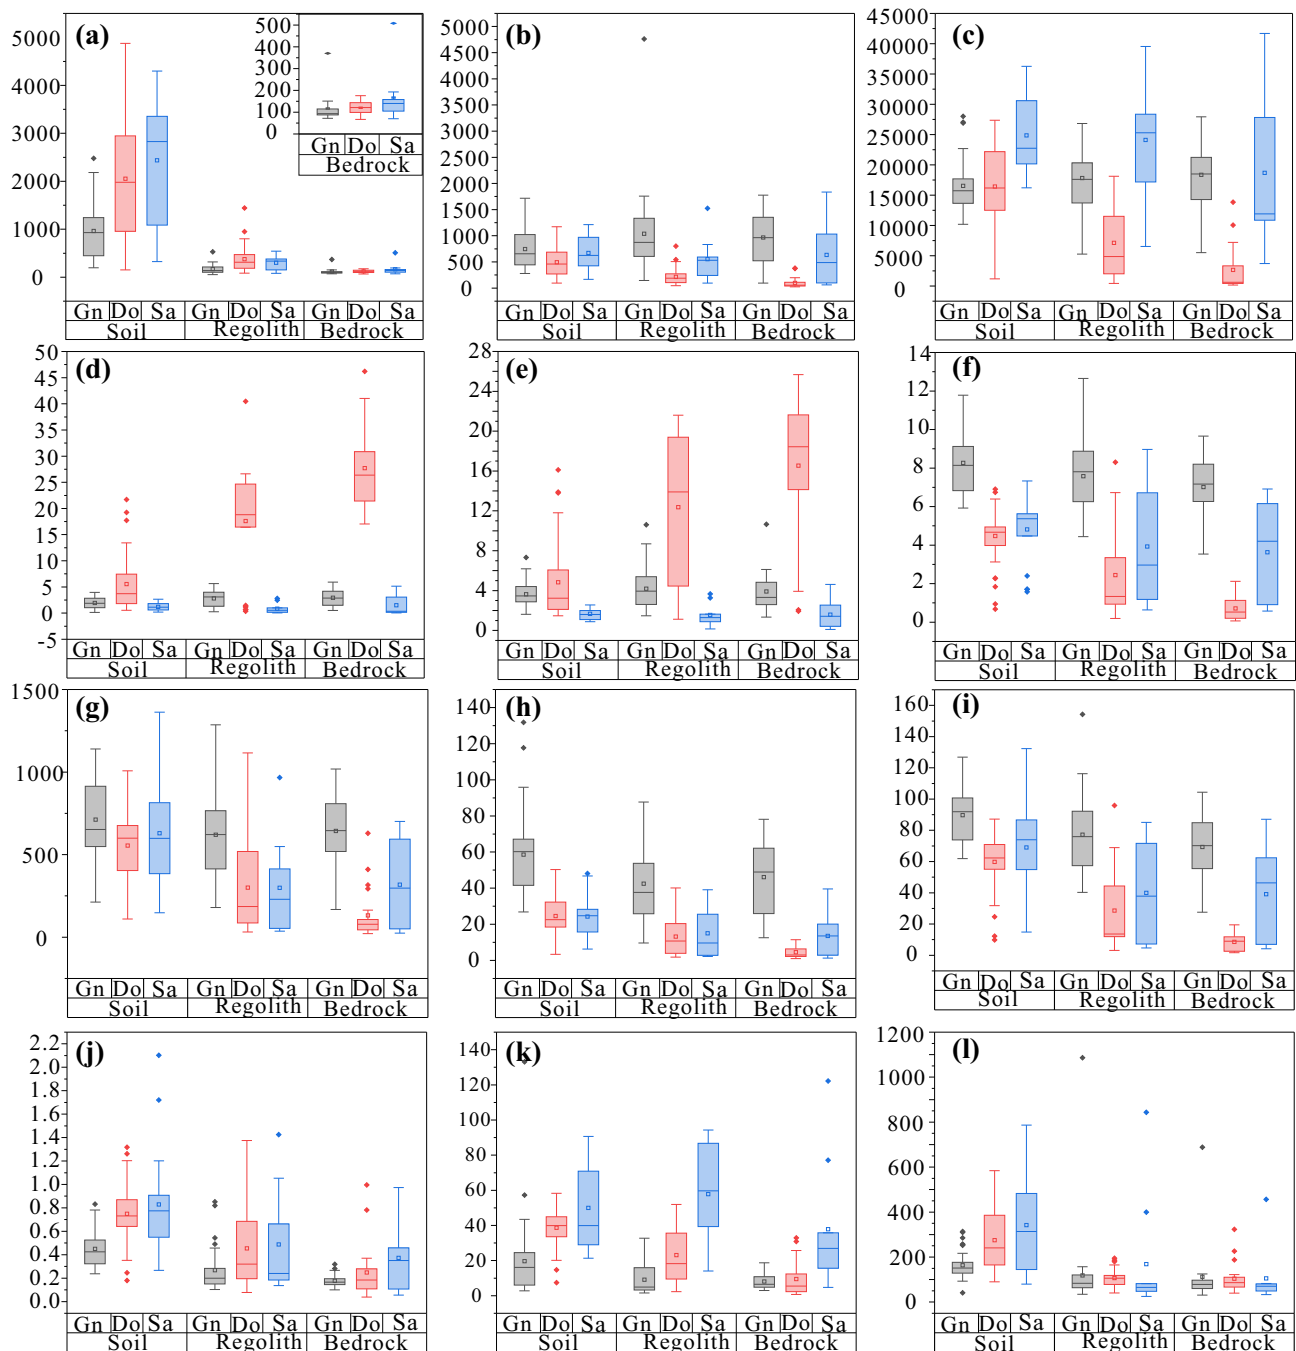 (a)
5000
4000
3000
2000
1000
0
500
400
300
200
100
0
Gn Do Sa
Bedrock
Gn Do Sa Gn Do Sa Gn Do Sa
Soil Regolith Bedrock
(b)
5000
4500
4000
3500
3000
2500
2000
1500
1000
500
0
Gn Do Sa Gn Do Sa Gn Do Sa
Soil Regolith Bedrock
(c)
45000
40000
35000
30000
25000
20000
15000
10000
5000
0
Gn Do Sa Gn Do Sa Gn Do Sa
Soil Regolith Bedrock
(d)
50
45
40
35
30
25
20
15
10
5
0
-5
Gn Do Sa Gn Do Sa Gn Do Sa
Soil Regolith Bedrock
(e)
28
24
20
16
12
8
4
0
Gn Do Sa Gn Do Sa Gn Do Sa
Soil Regolith Bedrock
(f)
14
12
10
8
6
4
2
0
Gn Do Sa Gn Do Sa Gn Do Sa
Soil Regolith Bedrock
(g)
1500
1000
500
0
Gn Do Sa Gn Do Sa Gn Do Sa
Soil Regolith Bedrock
(h)
140
120
100
80
60
40
20
0
Gn Do Sa Gn Do Sa Gn Do Sa
Soil Regolith Bedrock
(i)
160
140
120
100
80
60
40
20
0
Gn Do Sa Gn Do Sa Gn Do Sa
Soil Regolith Bedrock
(j)
2.2
2.0
1.8
1.6
1.4
1.2
1.0
0.8
0.6
0.4
0.2
0.0
Gn Do Sa Gn Do Sa Gn Do Sa
Soil Regolith Bedrock
(k)
140
120
100
80
60
40
20
0
Gn Do Sa Gn Do Sa Gn Do Sa
Soil Regolith Bedrock
(l)
1200
1000
800
600
400
200
0
Gn Do Sa Gn Do Sa Gn Do Sa
Soil Regolith Bedrock